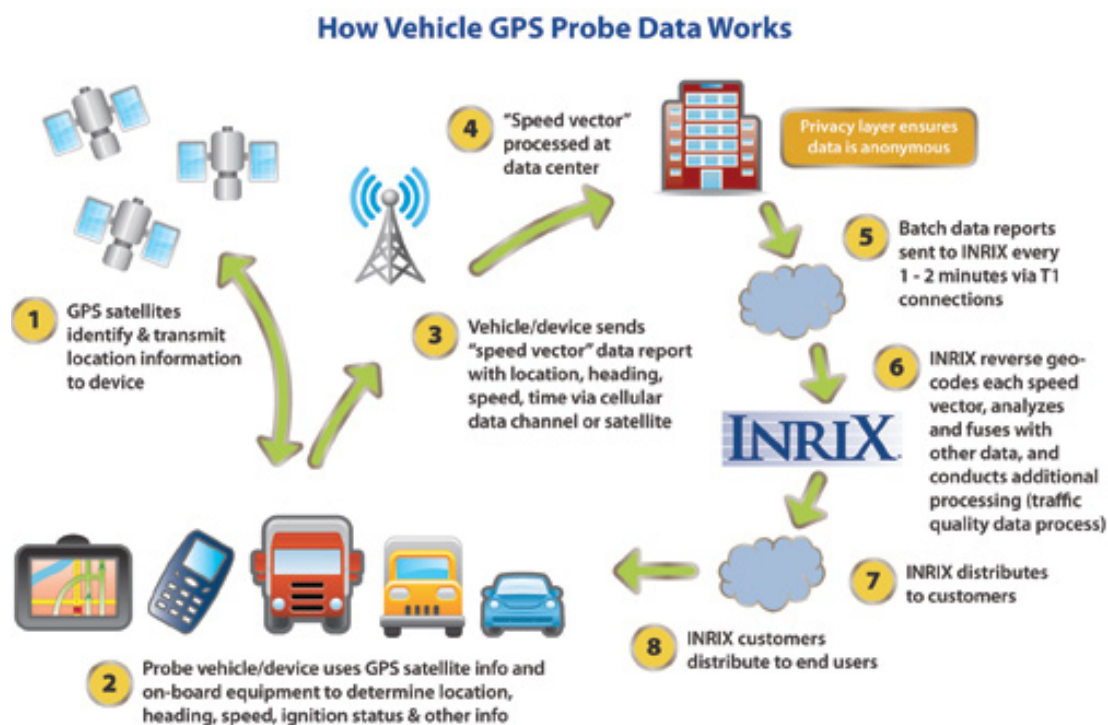 How Vehicle GPS Probe Data Works
1
GPS satellites
identify & transmit
location information
to device
2
Probe vehicle/device uses GPS satellite info and
on-board equipment to determine location,
heading, speed, ignition status & other info
3
Vehicle/device sends
"speed vector" data report
with location, heading,
speed, time via cellular
data channel or satellite
4
"Speed vector"
processed at
data center
Privacy layer ensures
data is anonymous
5
Batch data reports
sent to INRIX every
1 - 2 minutes via T1
connections
6
INRIX reverse geo-
codes each speed
vector, analyzes
and fuses with
other data, and
conducts additional
processing (traffic
quality data process)
INRIX
7
INRIX distributes
to customers
8
INRIX customers
distribute to end users